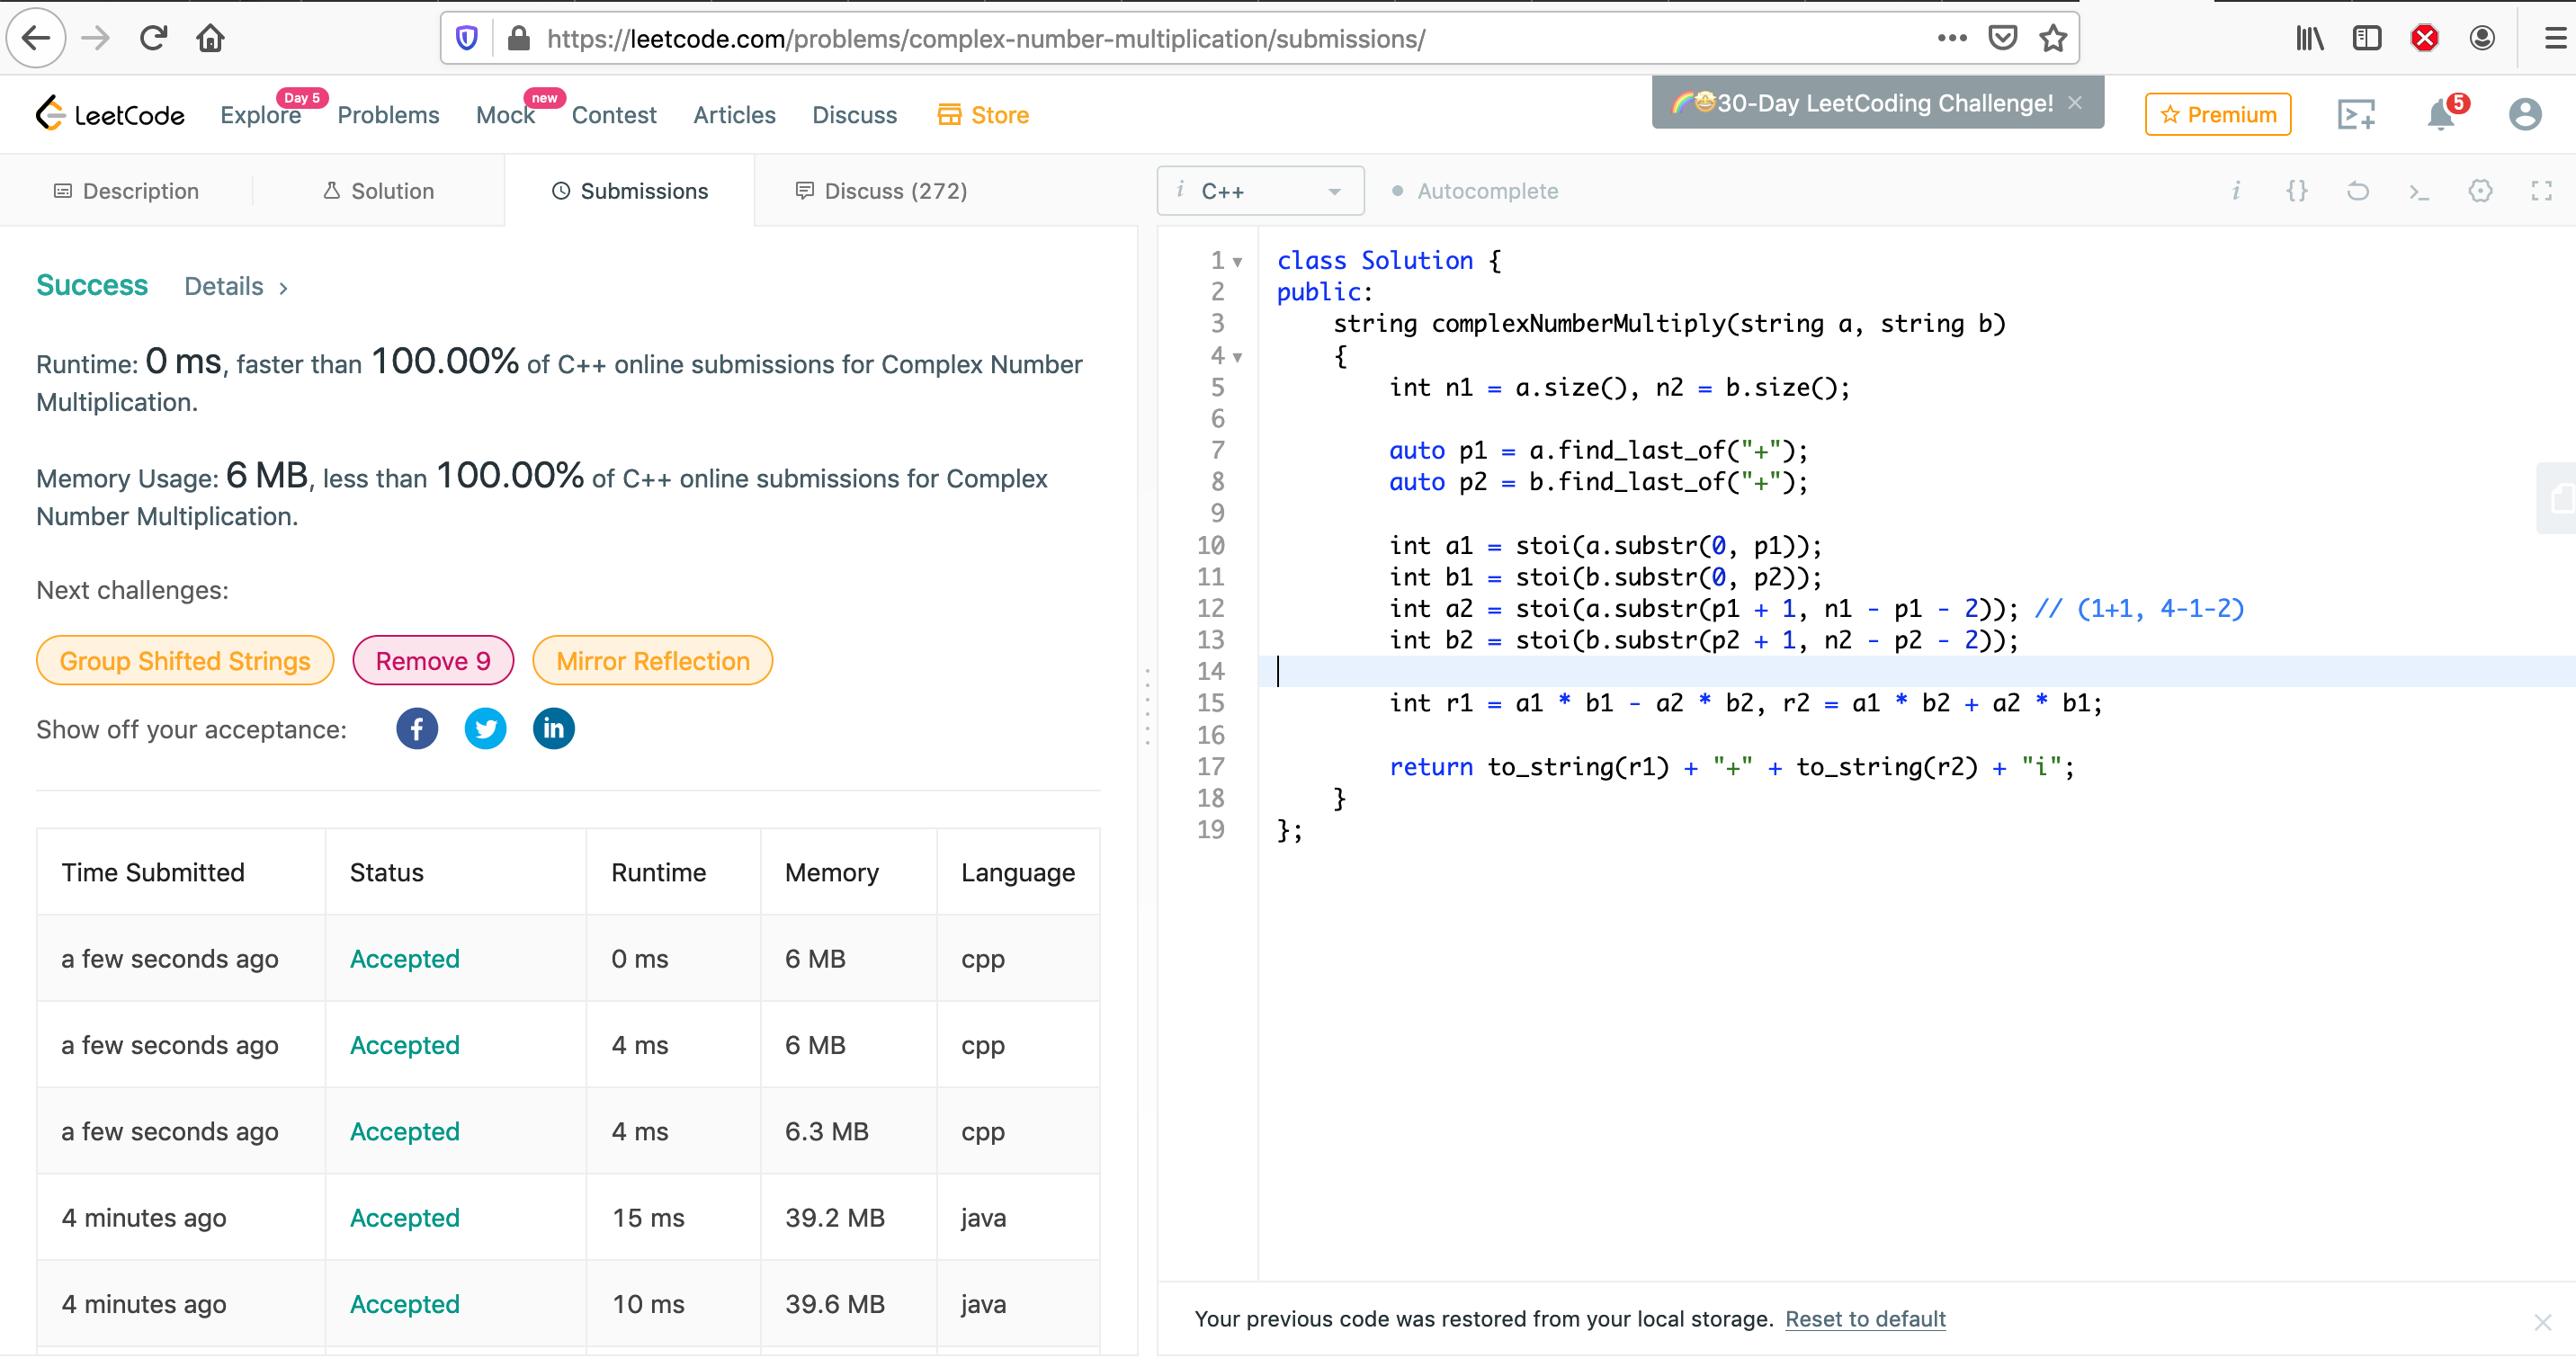 https://leetcode.com/problems/complex-number-multiplication/submissions/
LeetCode
Explore
Day 5
Problems
Mock
new
Contest
Articles
Discuss
Store
🌈🤩30-Day LeetCoding Challenge! ×
Premium
5
Description
Solution
Submissions
Discuss (272)
i C++
Autocomplete
Success Details >
Runtime: 0 ms, faster than 100.00% of C++ online submissions for Complex Number
Multiplication.
Memory Usage: 6 MB, less than 100.00% of C++ online submissions for Complex
Number Multiplication.
Next challenges:
Group Shifted Strings Remove 9 Mirror Reflection
Show off your acceptance:
Time Submitted Status Runtime Memory Language
a few seconds ago Accepted 0 ms 6 MB cpp
a few seconds ago Accepted 4 ms 6 MB cpp
a few seconds ago Accepted 4 ms 6.3 MB cpp
4 minutes ago Accepted 15 ms 39.2 MB java
4 minutes ago Accepted 10 ms 39.6 MB java
1 class Solution {
2 public:
3     string complexNumberMultiply(string a, string b)
4     {
5         int n1 = a.size(), n2 = b.size();
6
7         auto p1 = a.find_last_of("+");
8         auto p2 = b.find_last_of("+");
9
10         int a1 = stoi(a.substr(0, p1));
11         int b1 = stoi(b.substr(0, p2));
12         int a2 = stoi(a.substr(p1 + 1, n1 - p1 - 2)); // (1+1, 4-1-2)
13         int b2 = stoi(b.substr(p2 + 1, n2 - p2 - 2));
14
15         int r1 = a1 * b1 - a2 * b2, r2 = a1 * b2 + a2 * b1;
16
17         return to_string(r1) + "+" + to_string(r2) + "i";
18     }
19 };
Your previous code was restored from your local storage. Reset to default